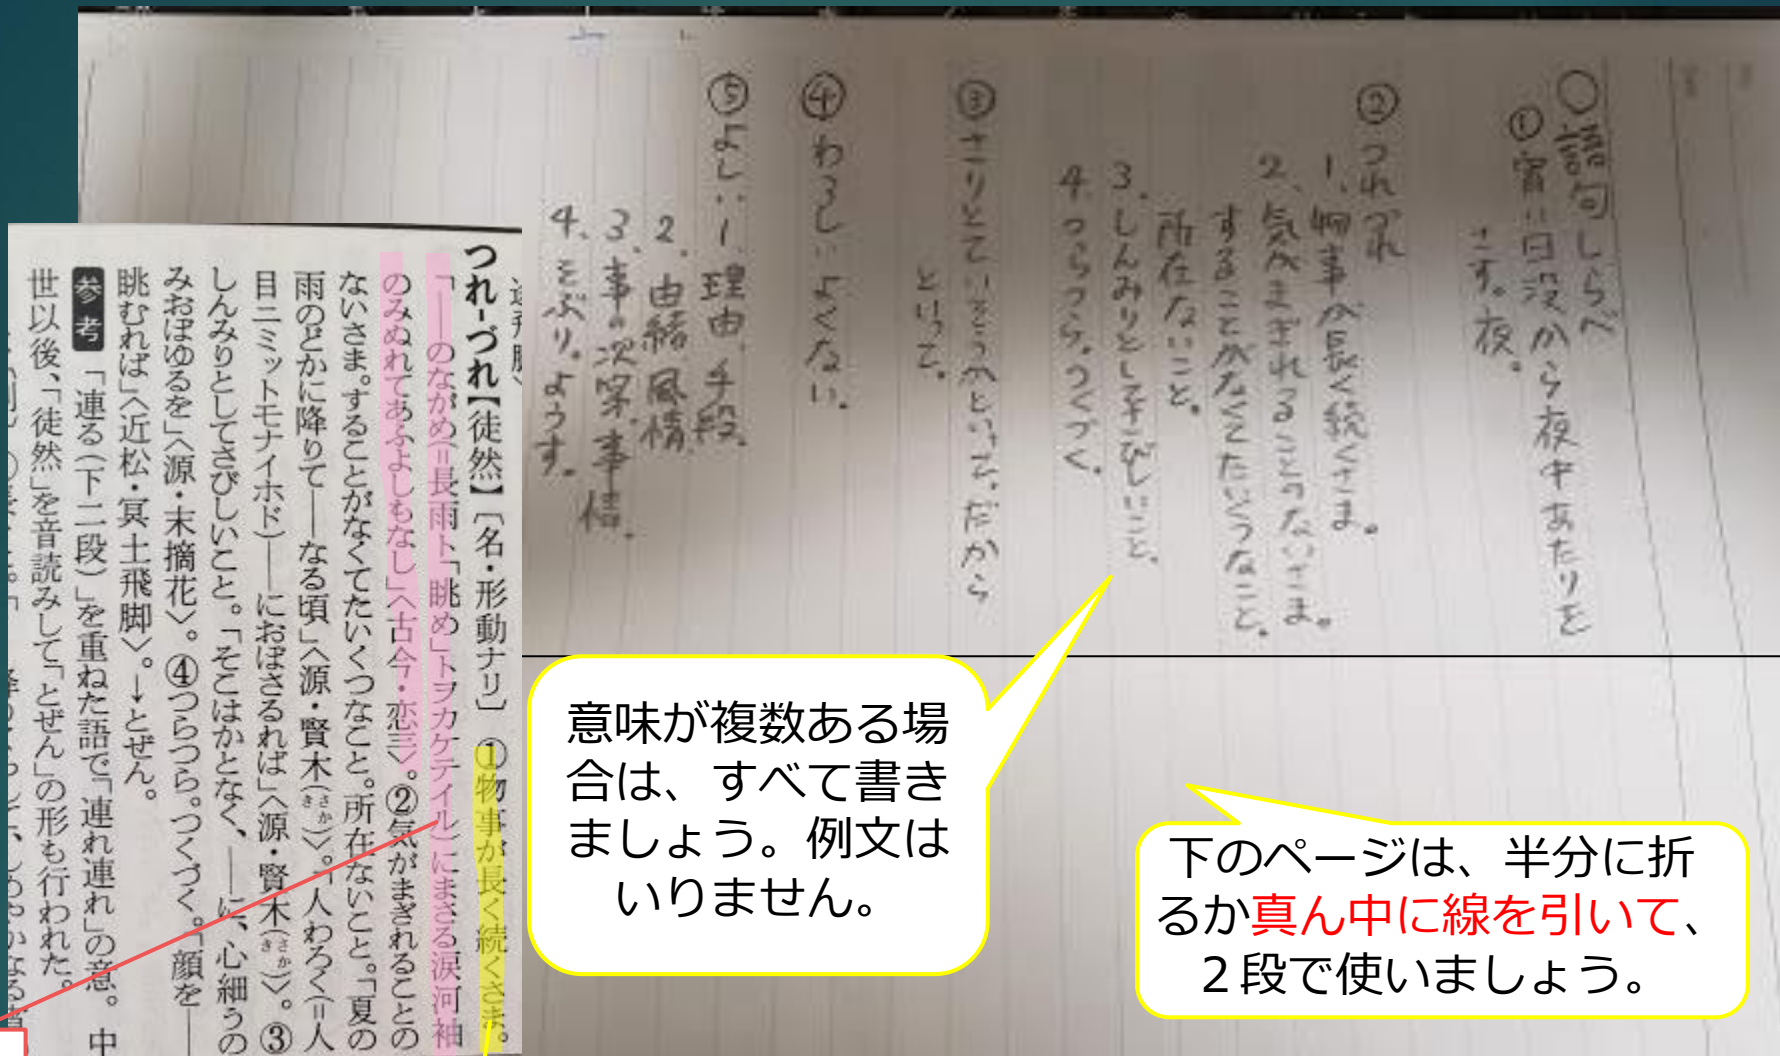 ○語句しらべ
①宵：日没から夜中あたりを
さす。夜。
②つれづれ
1、物事が長く続くさま。
2、気がまぎれることのないさま。
することがなくてたいくつなこと。
所在ないこと。
3、しんみりとしてさびしいこと。
4、つらつら。つくづく。
③さりとて：そうかといって。だから
といって。
④わろし：よくない。
⑤よし：1、理由、手段。
2、由緒、風情
3、事の次第、事情。
4、そぶり。ようす。
つれ-づれ【徒然】〔名・形動ナリ〕①物事が長く続くさま。
「――のながめ(＝長雨ト「眺め」トヲカケテイル)にまさる涙河袖
のみぬれてあふよしもなし」〈古今・恋三〉。②気がまぎれることの
ないさま。することがなくてたいくつなこと。所在ないこと。「夏の
雨のどかに降りて――なる頃」〈源・賢木(さかき)〉。「人わろく(＝人
目ニミットモナイホド)――におぼさるれば」〈源・賢木(さかき)〉。③
しんみりとしてさびしいこと。「そこはかとなく、――に、心細うの
みおぼゆるを」〈源・末摘花〉。④つらつら。つくづく。「顔を――
眺むれば」〈近松・冥土飛脚〉。→とぜん。
参考 「連る(下二段)」を重ねた語で「連れ連れ」の意。中
世以後、「徒然」を音読みして「とぜん」の形も行われた。
意味が複数ある場
合は、すべて書き
ましょう。例文は
いりません。
下のページは、半分に折
るか真ん中に線を引いて、
２段で使いましょう。